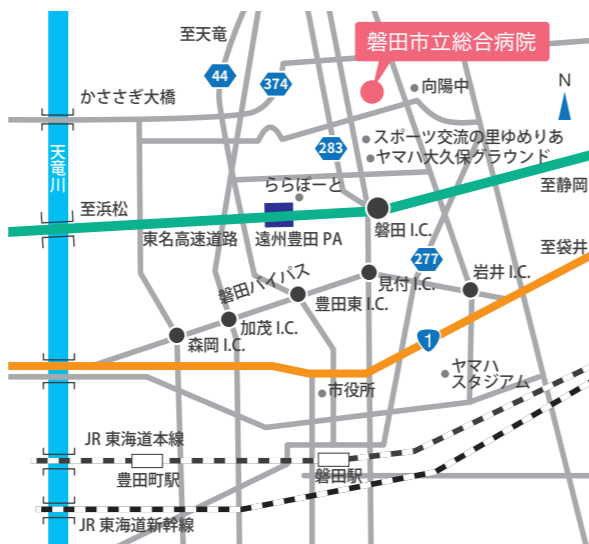 至天竜
磐田市立総合病院
44
374
向陽中
N
かささぎ大橋
283
スポーツ交流の里ゆめりあ
ヤマハ大久保グラウンド
天竜川
ららぽーと
至静岡
至浜松
東名高速道路
遠州豊田 PA
磐田 I.C.
至袋井
277
磐田バイパス
見付 I.C.
岩井 I.C.
豊田東 I.C.
加茂 I.C.
森岡 I.C.
1
ヤマハ
スタジアム
市役所
JR 東海道本線
豊田町駅
磐田駅
JR 東海道新幹線